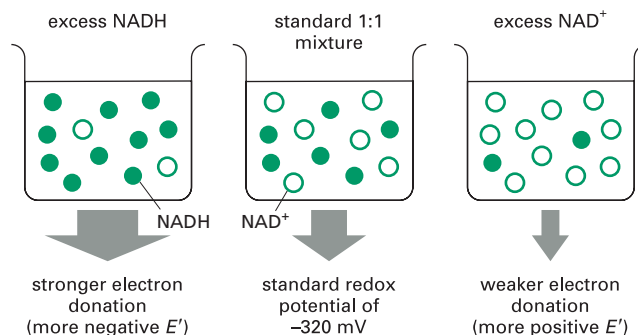 excess NADH
standard 1:1
mixture
excess NAD⁺
NADH
NAD⁺
stronger electron
donation
(more negative E′)
standard redox
potential of
–320 mV
weaker electron
donation
(more positive E′)